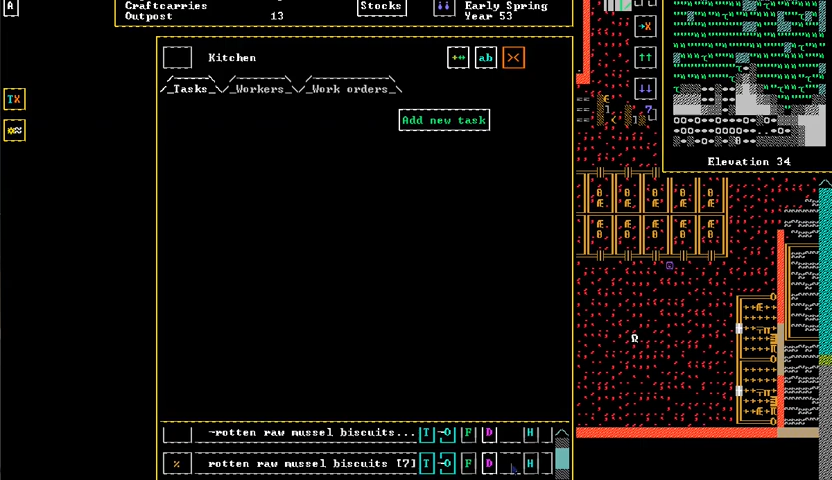 A
Craftcarries
Outpost 13
Stocks
Early Spring
Year 53
Kitchen
ab
Tasks Workers Work orders
Add new task
TX
Elevation 34
~rotten raw mussel biscuits... T F D H
% rotten raw mussel biscuits [7] T F D H